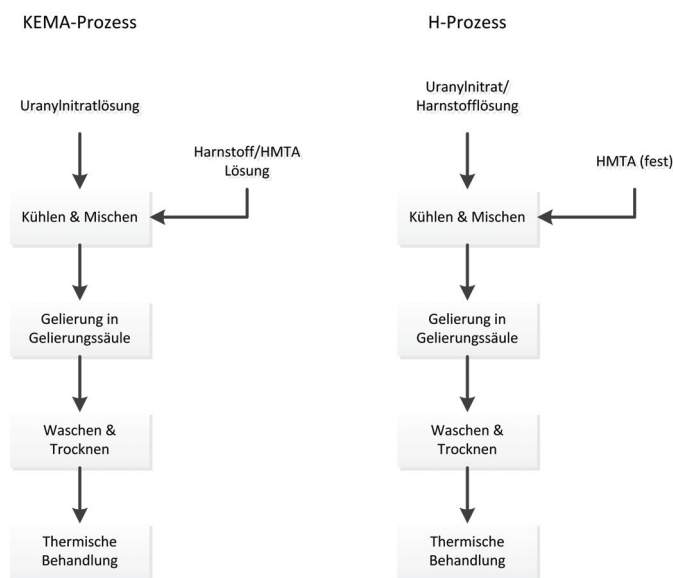 KEMA-Prozess
Uranylnitratlösung
Harnstoff/HMTA
Lösung
Kühlen & Mischen
Gelierung in
Gelierungssäule
Waschen &
Trocknen
Thermische
Behandlung
H-Prozess
Uranylnitrat/
Harnstofflösung
HMTA (fest)
Kühlen & Mischen
Gelierung in
Gelierungssäule
Waschen &
Trocknen
Thermische
Behandlung